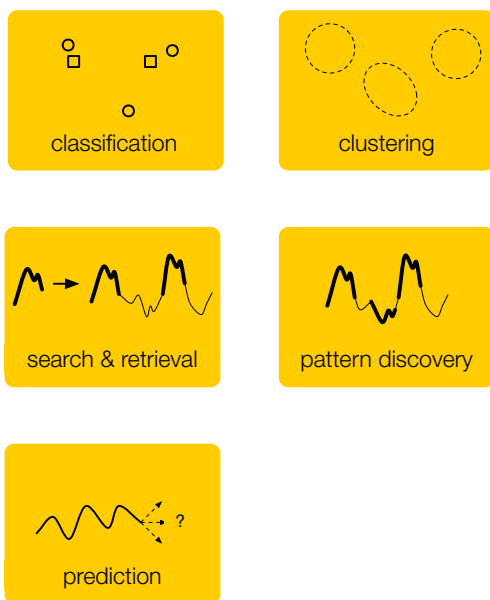 classification
clustering
search & retrieval
pattern discovery
?
prediction